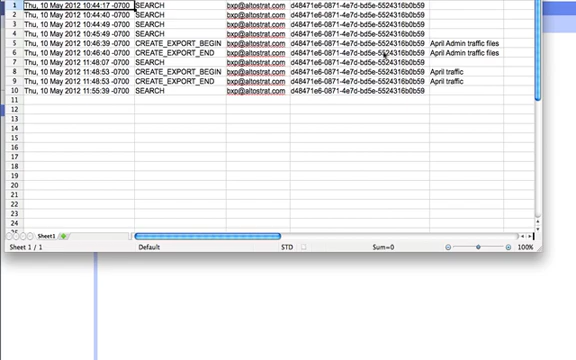 1 Thu, 10 May 2012 10:44:17 -0700 SEARCH bxp@altostrat.com d48471e6-0871-4e7d-bd5e-5524316b0b59
2 Thu, 10 May 2012 10:44:40 -0700 SEARCH bxp@altostrat.com d48471e6-0871-4e7d-bd5e-5524316b0b59
3 Thu, 10 May 2012 10:44:49 -0700 SEARCH bxp@altostrat.com d48471e6-0871-4e7d-bd5e-5524316b0b59
4 Thu, 10 May 2012 10:45:49 -0700 SEARCH bxp@altostrat.com d48471e6-0871-4e7d-bd5e-5524316b0b59
5 Thu, 10 May 2012 10:46:39 -0700 CREATE_EXPORT_BEGIN bxp@altostrat.com d48471e6-0871-4e7d-bd5e-5524316b0b59 April Admin traffic files
6 Thu, 10 May 2012 10:46:40 -0700 CREATE_EXPORT_END bxp@altostrat.com d48471e6-0871-4e7d-bd5e-5524316b0b59 April Admin traffic files
7 Thu, 10 May 2012 11:48:07 -0700 SEARCH bxp@altostrat.com d48471e6-0871-4e7d-bd5e-5524316b0b59
8 Thu, 10 May 2012 11:48:53 -0700 CREATE_EXPORT_BEGIN bxp@altostrat.com d48471e6-0871-4e7d-bd5e-5524316b0b59 April traffic
9 Thu, 10 May 2012 11:48:53 -0700 CREATE_EXPORT_END bxp@altostrat.com d48471e6-0871-4e7d-bd5e-5524316b0b59 April traffic
10 Thu, 10 May 2012 11:55:39 -0700 SEARCH bxp@altostrat.com d48471e6-0871-4e7d-bd5e-5524316b0b59
11
12
13
14
15
16
17
18
19
20
21
22
23
24
Sheet1
Sheet 1 / 1 Default STD Sum=0 100%